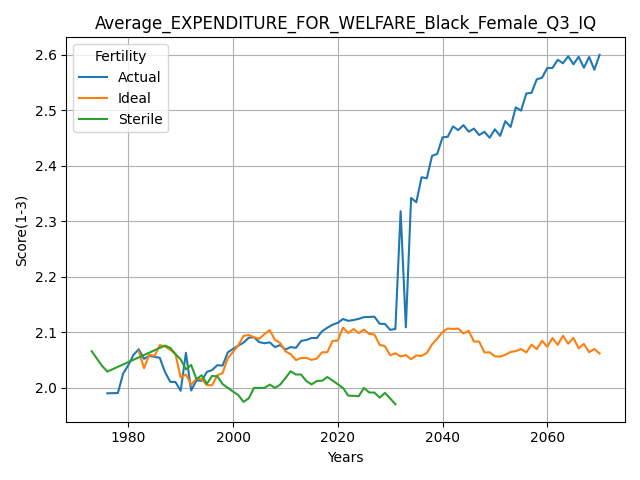 Average_EXPENDITURE_FOR_WELFARE_Black_Female_Q3_IQ
Fertility
Actual
Ideal
Sterile
Score(1-3)
2.6
2.5
2.4
2.3
2.2
2.1
2.0
1980
2000
2020
2040
2060
Years